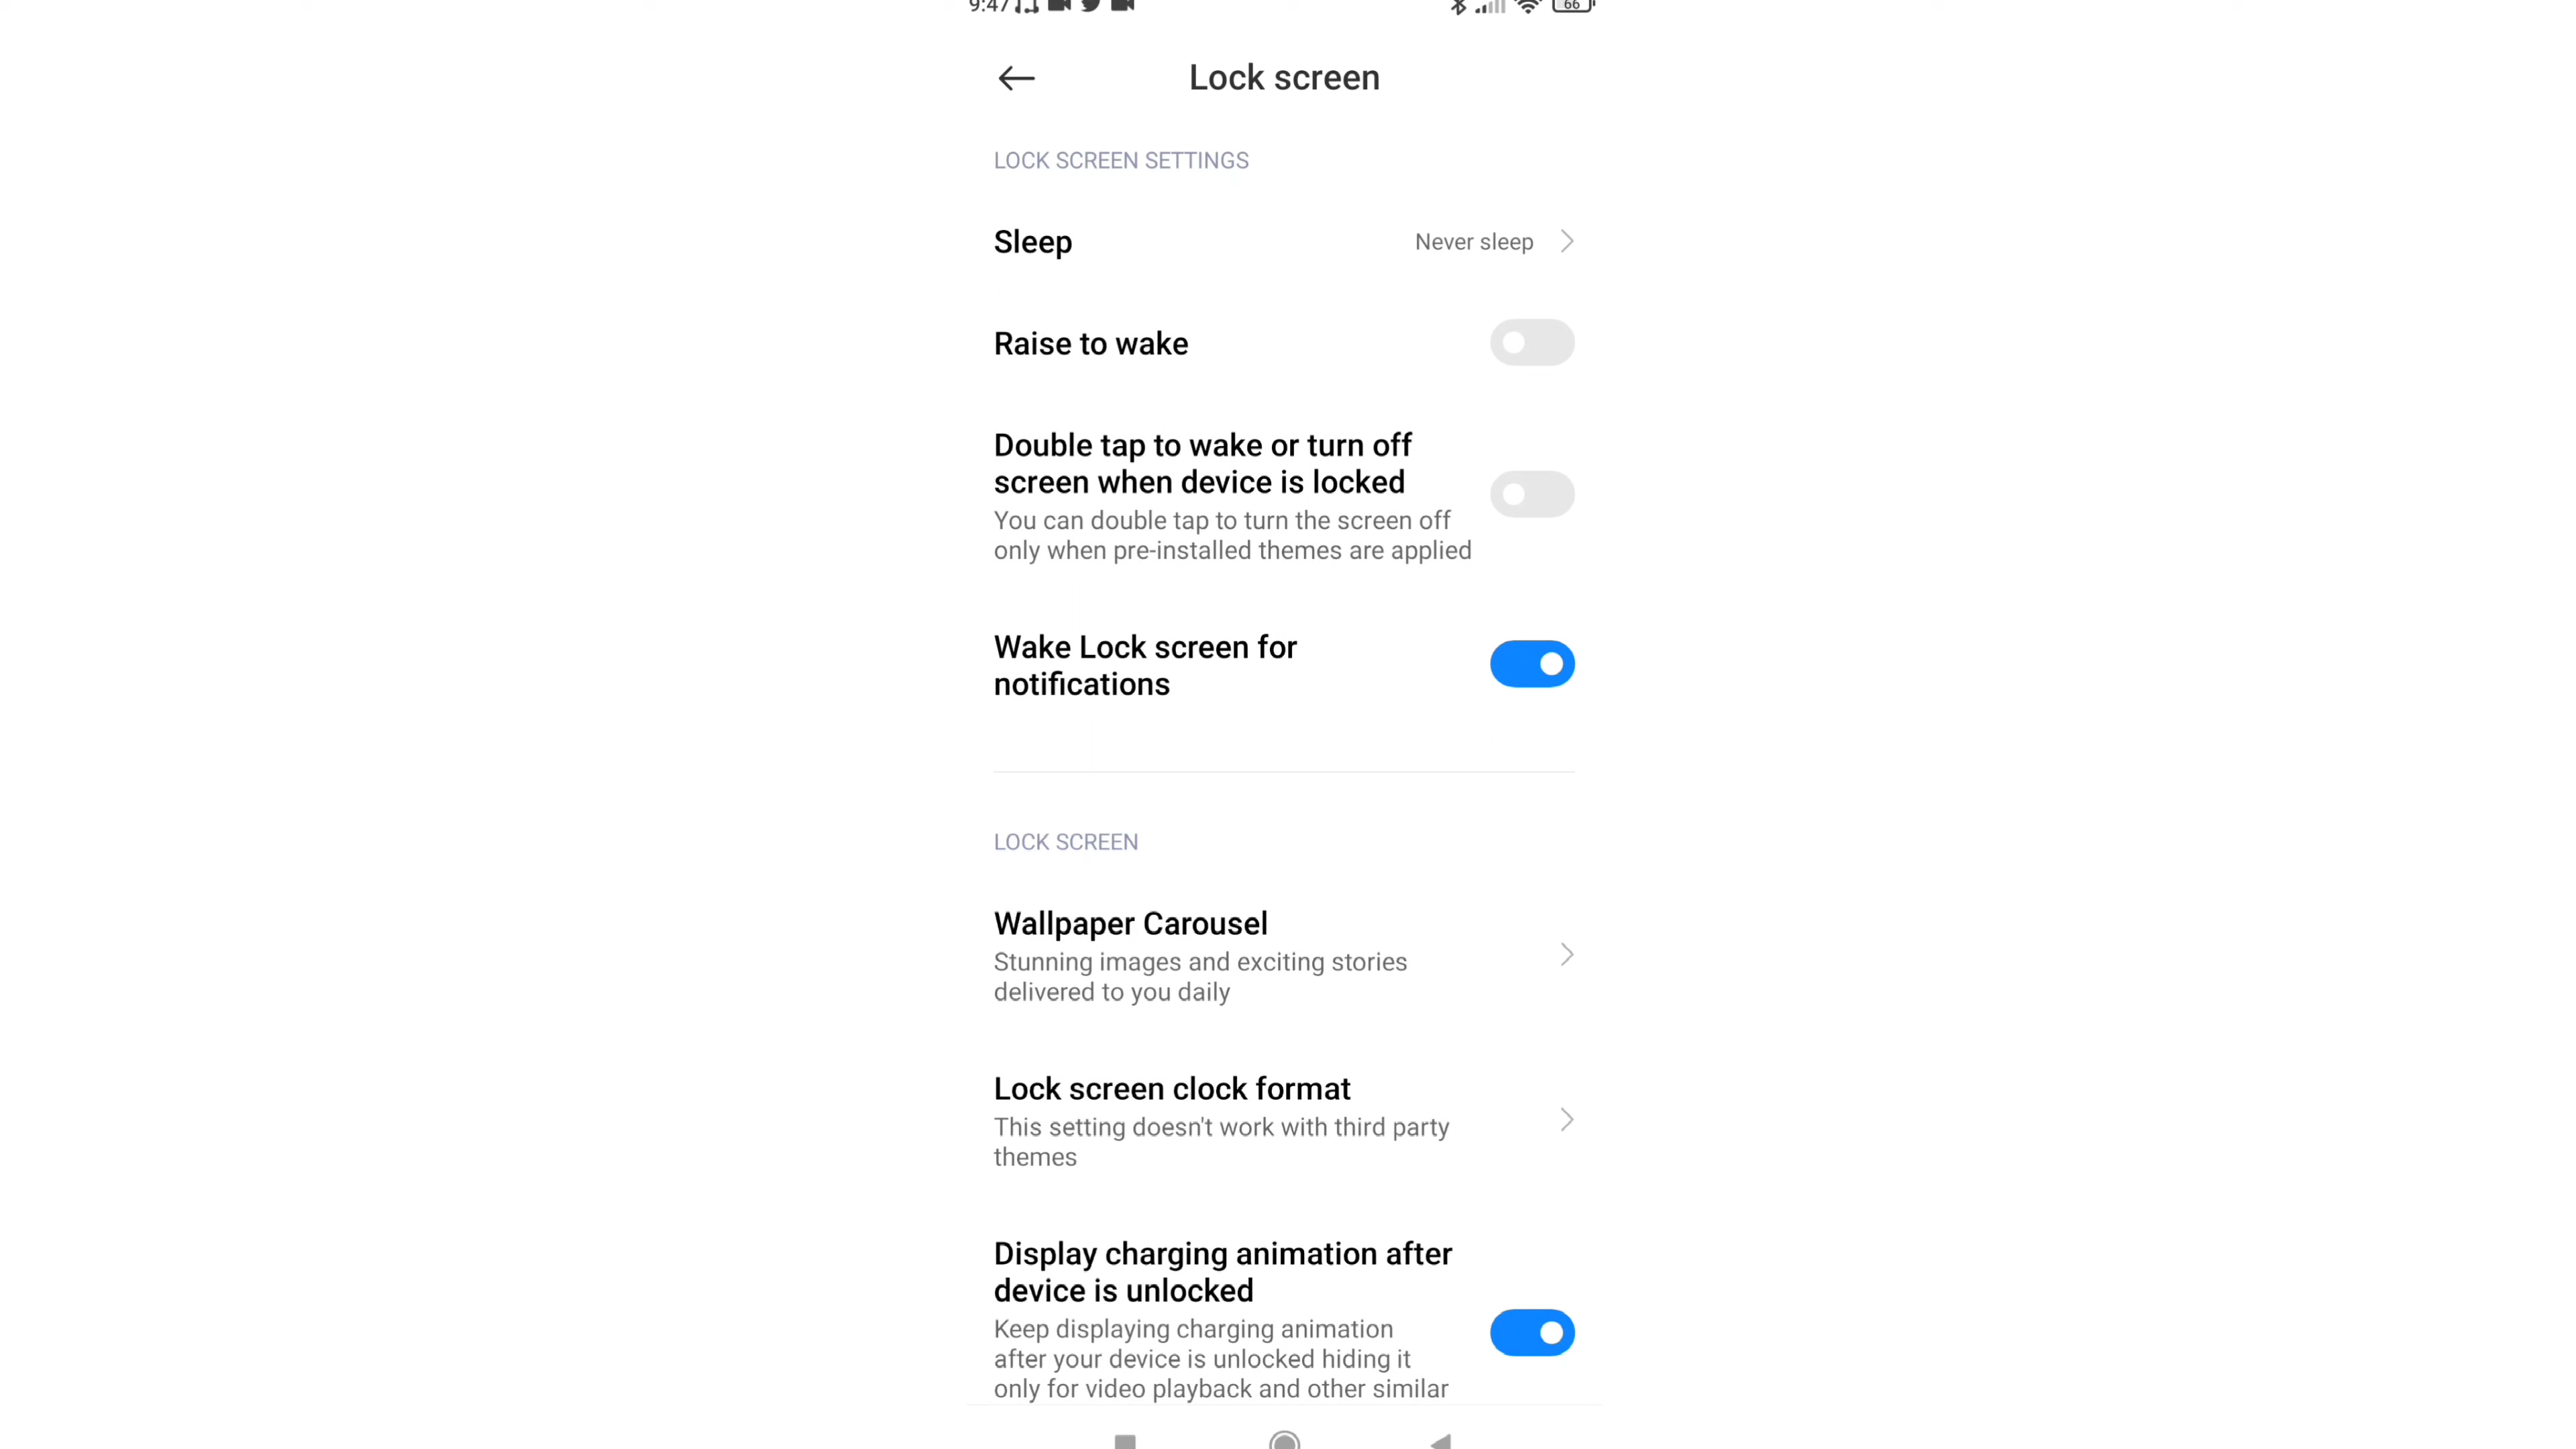 9:47
66
Lock screen
LOCK SCREEN SETTINGS
Sleep
Never sleep
Raise to wake
Double tap to wake or turn off
screen when device is locked
You can double tap to turn the screen off
only when pre-installed themes are applied
Wake Lock screen for
notifications
LOCK SCREEN
Wallpaper Carousel
Stunning images and exciting stories
delivered to you daily
Lock screen clock format
This setting doesn't work with third party
themes
Display charging animation after
device is unlocked
Keep displaying charging animation
after your device is unlocked hiding it
only for video playback and other similar